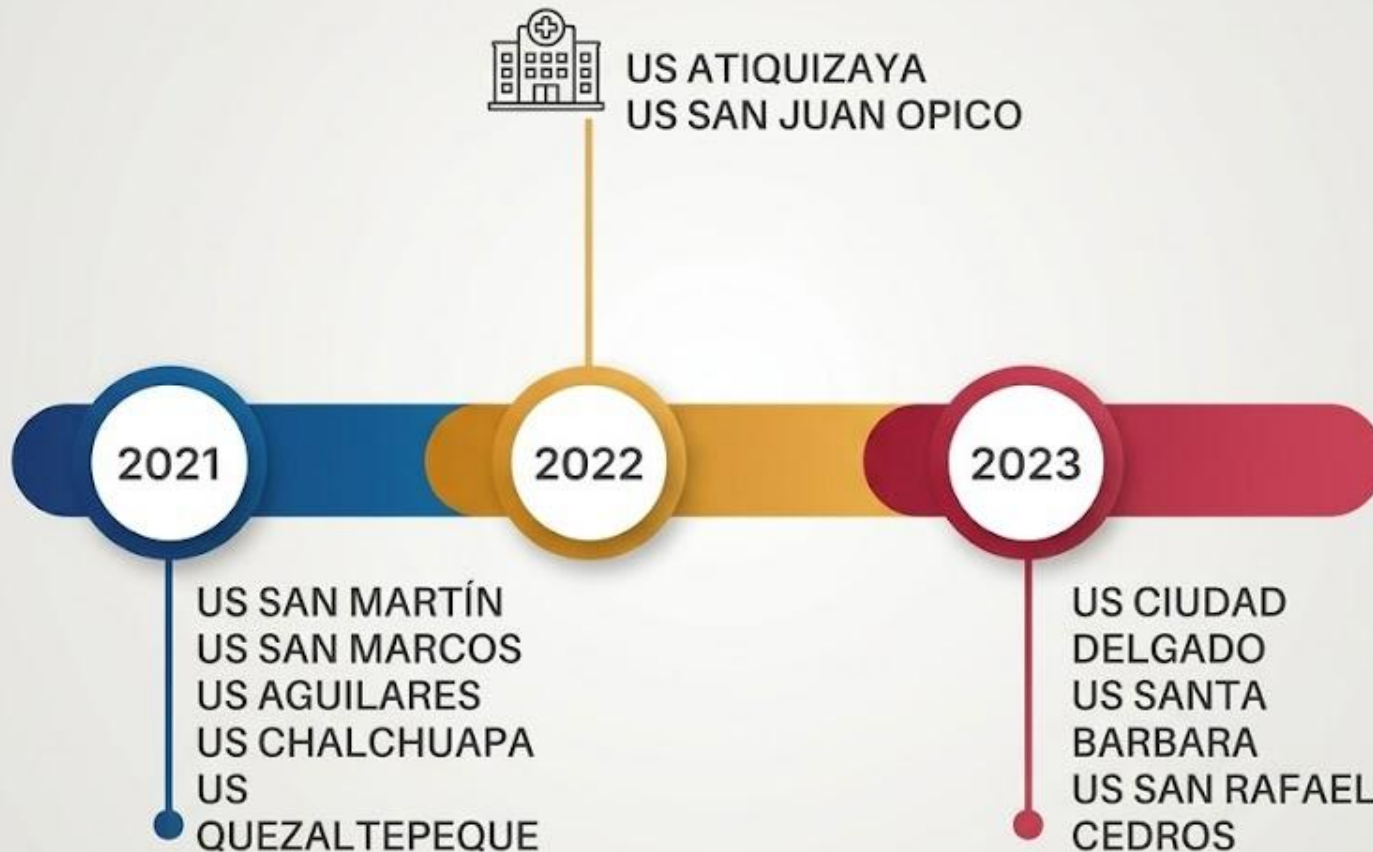 US ATIQUIZAYA
US SAN JUAN OPICO
2021
2022
2023
US SAN MARTÍN
US SAN MARCOS
US AGUILARES
US CHALCHUAPA
US
QUEZALTEPEQUE
US CIUDAD
DELGADO
US SANTA
BARBARA
US SAN RAFAEL
CEDROS